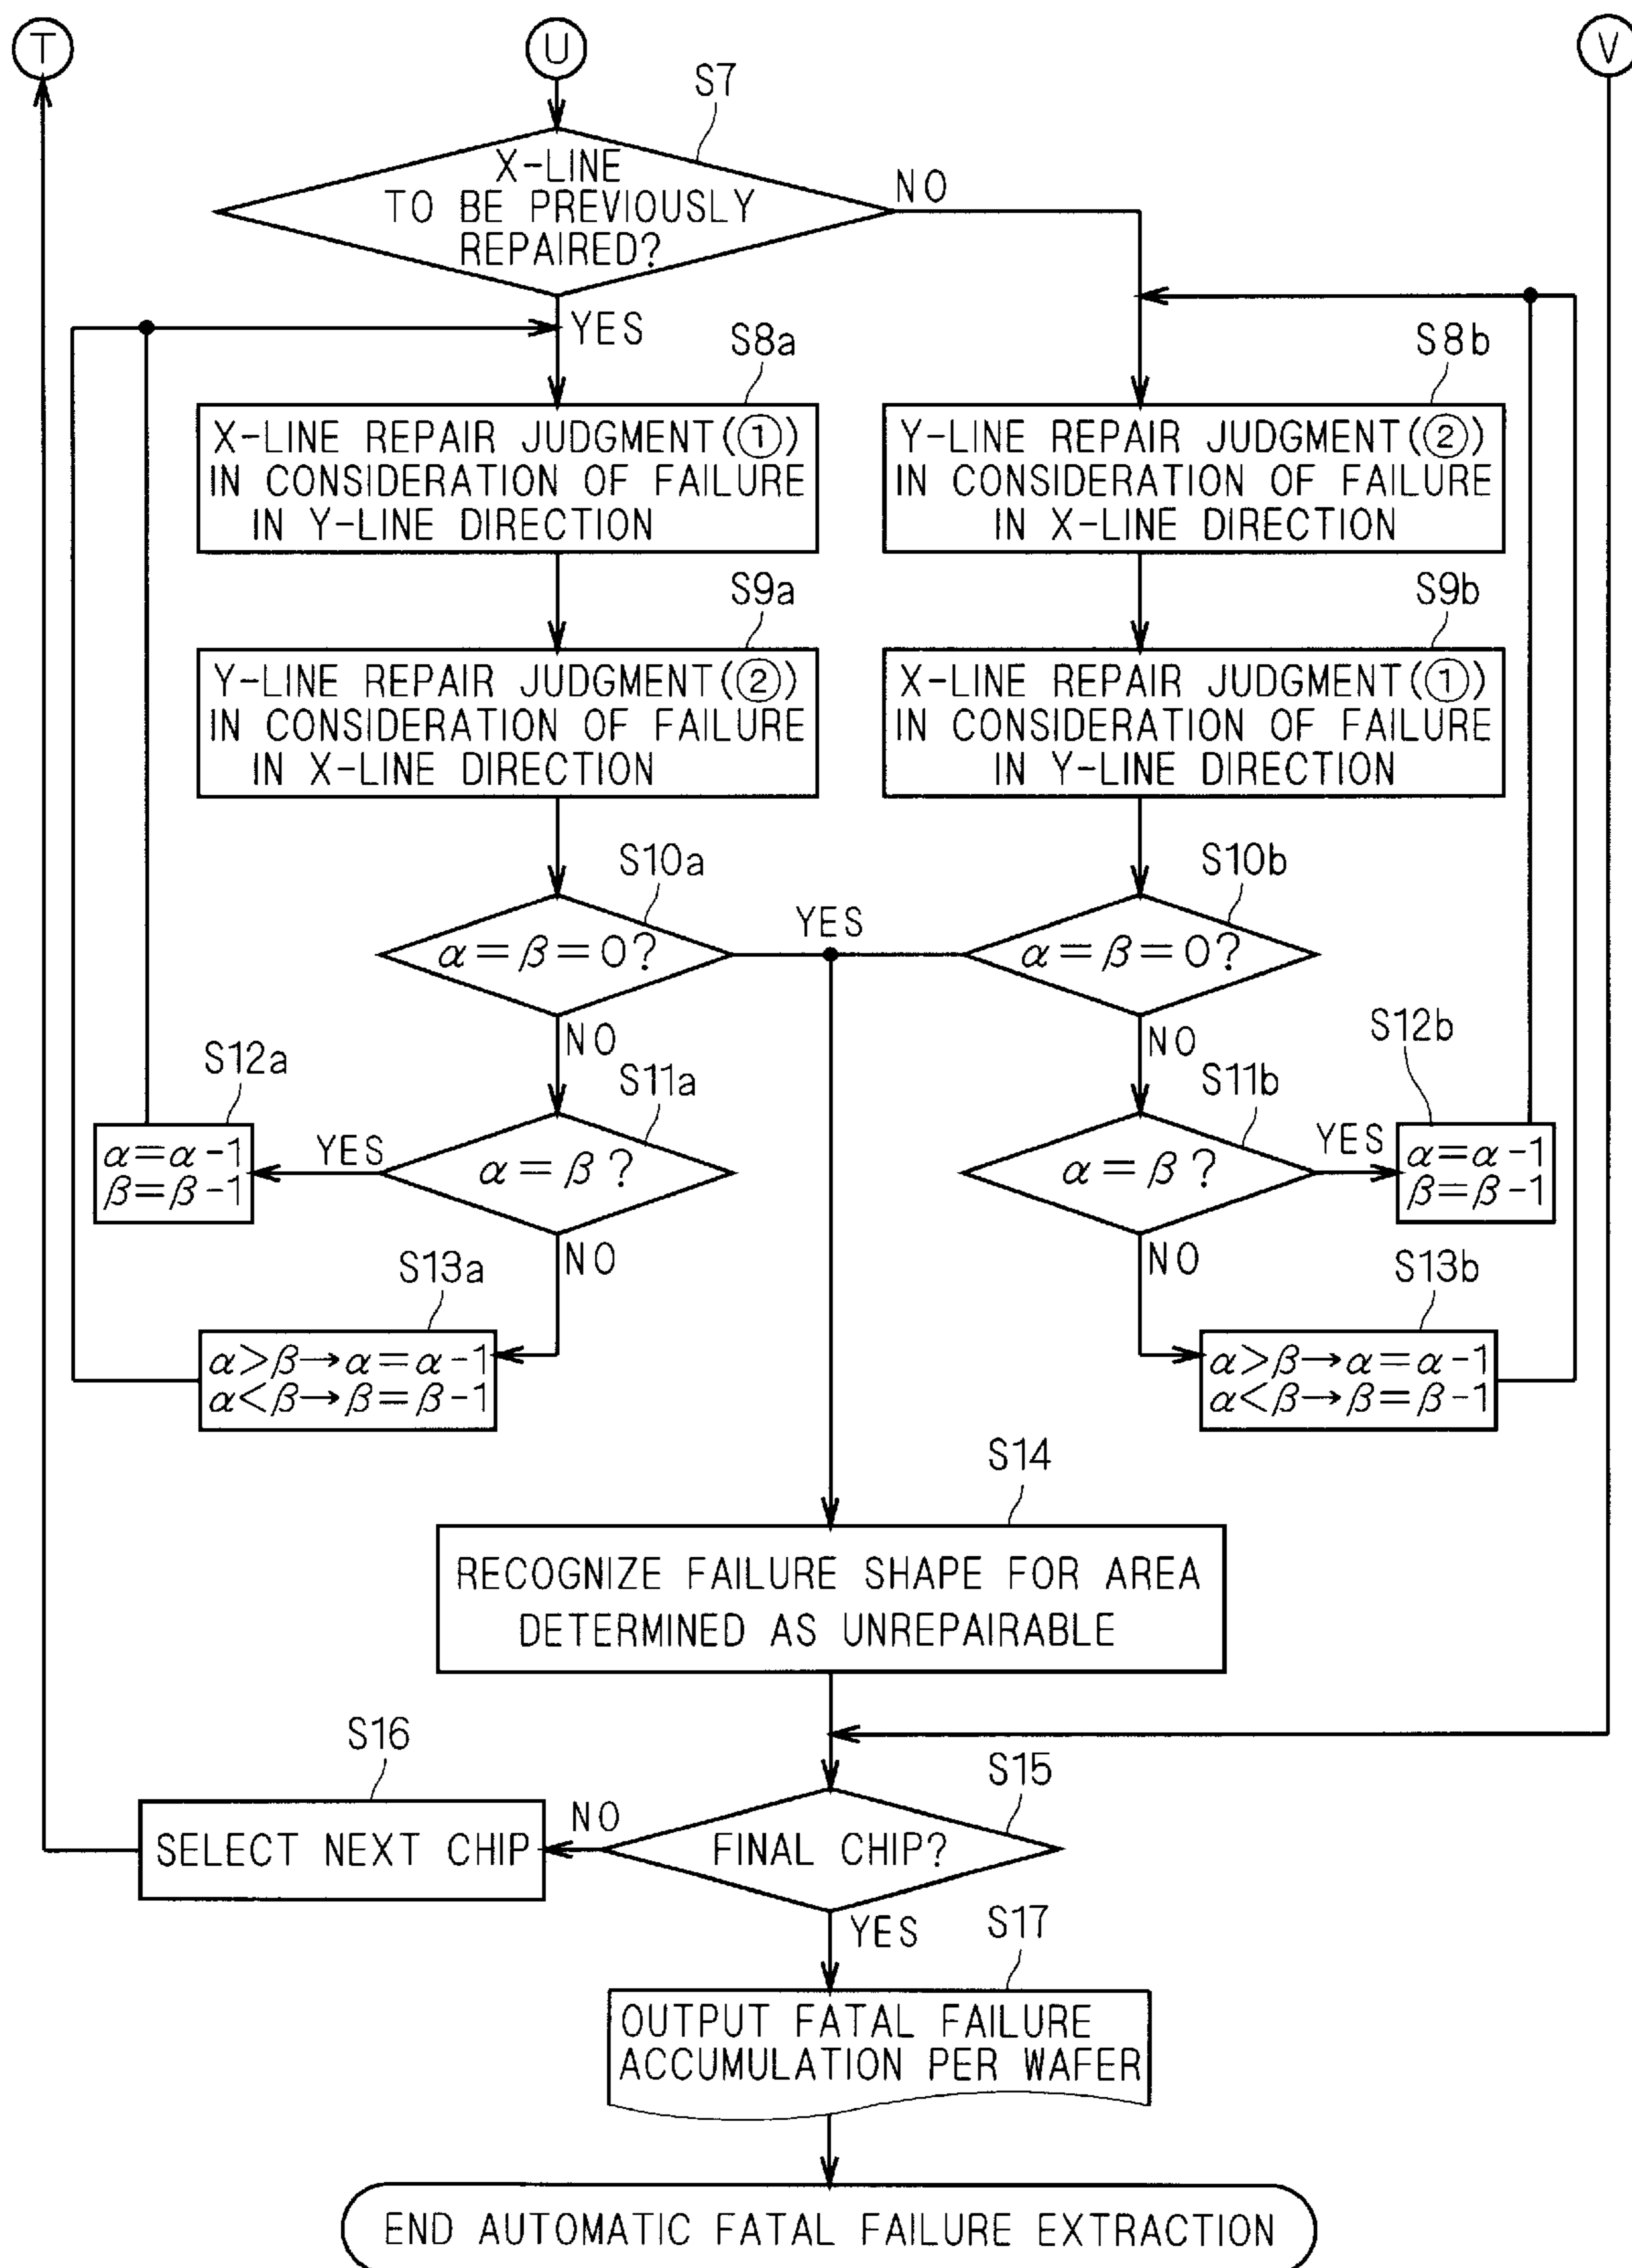 T
U
V
S7
X-LINE
TO BE PREVIOUSLY
REPAIRED?
NO
YES
S8a
X-LINE REPAIR JUDGMENT(①)
IN CONSIDERATION OF FAILURE
IN Y-LINE DIRECTION
S8b
Y-LINE REPAIR JUDGMENT(②)
IN CONSIDERATION OF FAILURE
IN X-LINE DIRECTION
S9a
Y-LINE REPAIR JUDGMENT(②)
IN CONSIDERATION OF FAILURE
IN X-LINE DIRECTION
S9b
X-LINE REPAIR JUDGMENT(①)
IN CONSIDERATION OF FAILURE
IN Y-LINE DIRECTION
S10a
α=β=0?
YES
S10b
α=β=0?
NO
NO
S12a
α=α-1
β=β-1
YES
S11a
α=β?
S11b
α=β?
YES
S12b
α=α-1
β=β-1
NO
NO
S13a
α>β→α=α-1
α<β→β=β-1
S13b
α>β→α=α-1
α<β→β=β-1
S14
RECOGNIZE FAILURE SHAPE FOR AREA
DETERMINED AS UNREPAIRABLE
S16
SELECT NEXT CHIP
NO
S15
FINAL CHIP?
YES
S17
OUTPUT FATAL FAILURE
ACCUMULATION PER WAFER
END AUTOMATIC FATAL FAILURE EXTRACTION